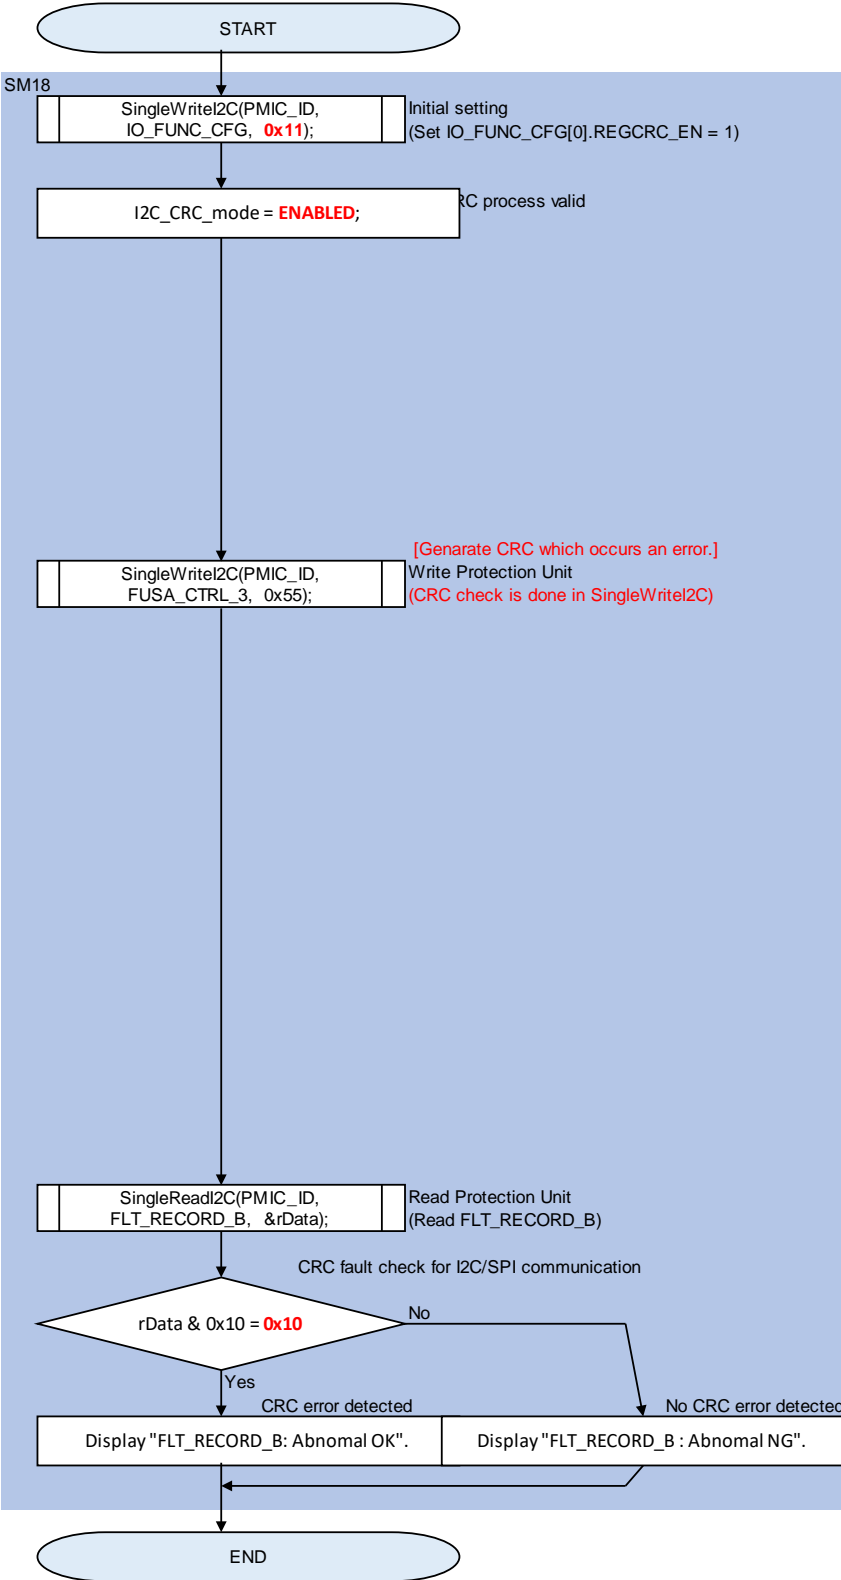 START
SM18
SingleWriteI2C(PMIC_ID,
IO_FUNC_CFG, 0x11);
Initial setting
(Set IO_FUNC_CFG[0].REGCRC_EN = 1)
I2C_CRC_mode = ENABLED;
RC process valid
[Genarate CRC which occurs an error.]
SingleWriteI2C(PMIC_ID,
FUSA_CTRL_3, 0x55);
Write Protection Unit
(CRC check is done in SingleWriteI2C)
SingleReadI2C(PMIC_ID,
FLT_RECORD_B, &rData);
Read Protection Unit
(Read FLT_RECORD_B)
CRC fault check for I2C/SPI communication
rData & 0x10 = 0x10
No
Yes
CRC error detected
No CRC error detected
Display "FLT_RECORD_B: Abnomal OK".
Display "FLT_RECORD_B : Abnomal NG".
END